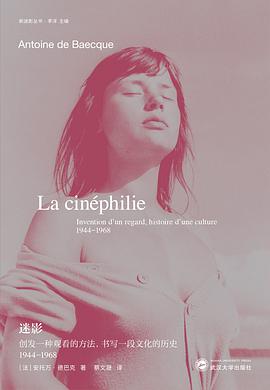 新迷影丛书·李洋 主编
Antoine de Baecque
La cinéphilie
Invention d'un regard, histoire d'une culture
1944-1968
迷影
创发一种观看的方法，书写一段文化的历史
1944-1968
［法］安托万·德巴克 著 蔡文晟 译
武汉大学出版社